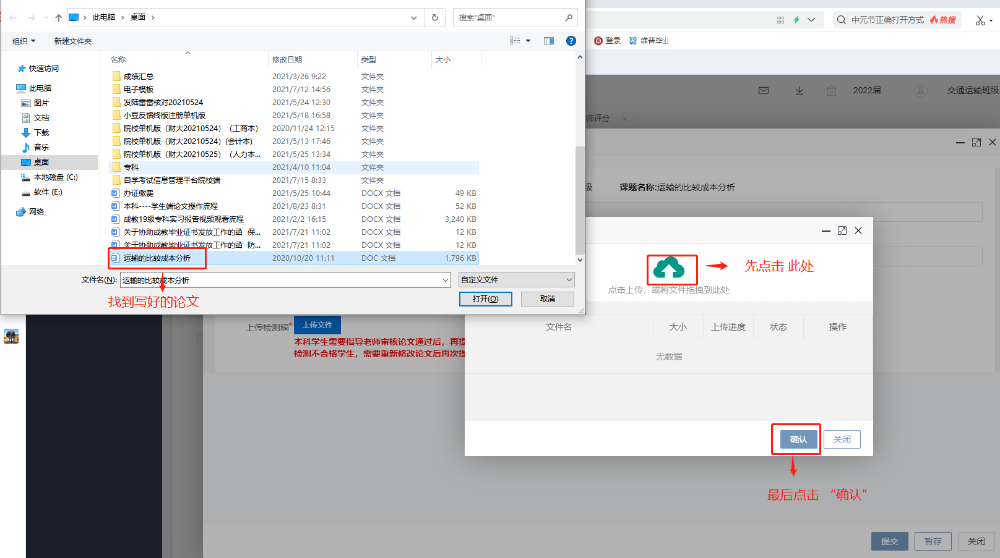 此电脑 › 桌面 ›
搜索"桌面"
中元节正确打开方式 热搜
组织 新建文件夹
登录 VG MS 维普毕业
名称 修改日期 类型 大小
快速访问
此电脑
图片
文档
下载
音乐
桌面
本地磁盘 (C:)
软件 (E:)
网络
成绩汇总 2021/3/26 9:22 文件夹
电子模板 2021/7/12 14:56 文件夹
发陆雷雷核对20210524 2021/5/24 12:30 文件夹
小豆反馈终版注册单机版 2021/5/18 16:58 文件夹
院校单机版（财大20210524）（工商本） 2020/11/24 12:15 文件夹
院校单机版（财大20210524）(会计本) 2021/5/13 17:46 文件夹
院校单机版（财大20210525）（人力本... 2021/5/25 13:34 文件夹
专科 2021/4/10 11:04 文件夹
自学考试信息管理平台院校端 2021/7/15 8:33 文件夹
办证缴费 2021/5/25 10:44 DOCX 文档 49 KB
本科----学生端论文操作流程 2021/8/23 8:31 DOCX 文档 52 KB
成教19级专科实习报告视频观看流程 2021/2/2 16:15 DOCX 文档 3,240 KB
关于协助成教毕业证书发放工作的函 保... 2021/7/21 11:02 DOCX 文档 12 KB
关于协助成教毕业证书发放工作的函 防... 2021/7/21 11:02 DOCX 文档 12 KB
运输的比较成本分析 2020/10/20 11:11 DOC 文档 1,796 KB
文件名(N): 运输的比较成本分析 自定义文件
打开(O) 取消
找到写好的论文
2022届 交通运输班级
师评分 ×
级 课题名称:运输的比较成本分析
先点击 此处
点击上传，或将文件拖拽到此处
上传检测稿* 上传文件
本科学生需要指导老师审核论文通过后，再提
检测不合格学生，需要重新修改论文后再次提
文件名 大小 上传进度 状态 操作
无数据
确认 关闭
最后点击 “确认”
提交 暂存 关闭